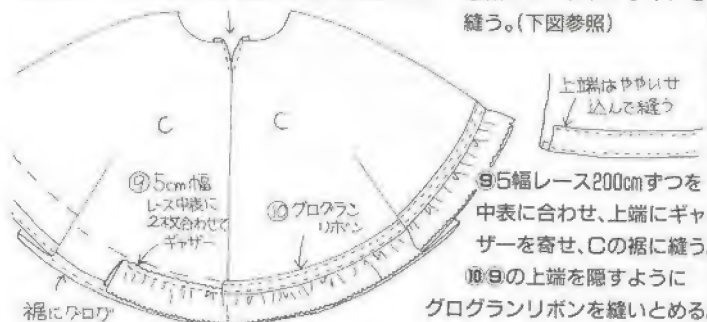 縫う。(下図参照)
上端はややいせ
込んで縫う
C
C
⑨5cm幅
レース中表に
2枚合わせて
ギャザー
⑩グログラン
リボン
裾にグログ
⑨5幅レース200cmずつを
中表に合わせ、上端にギャ
ザーを寄せ、Cの裾に縫う。
⑩⑨の上端を隠すように
グログランリボンを縫いとめる。